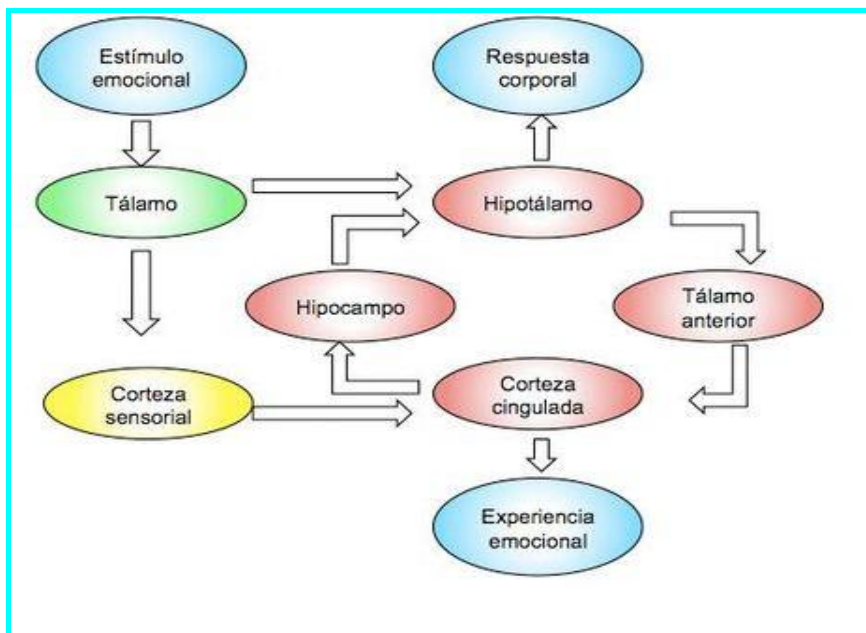 Estímulo
emocional
Respuesta
corporal
Tálamo
Hipotálamo
Hipocampo
Tálamo
anterior
Corteza
sensorial
Corteza
cingulada
Experiencia
emocional